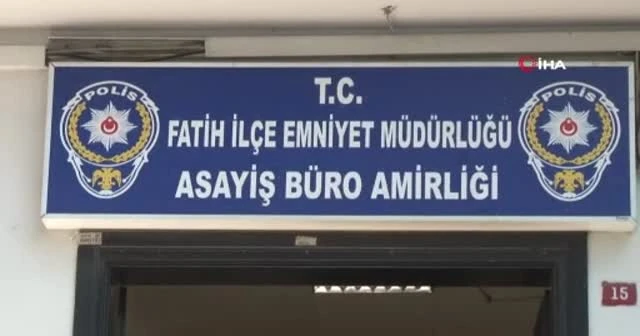 İHA
T.C.
POLİS
POLİS
FATİH İLÇE EMNİYET MÜDÜRLÜĞÜ
ASAYİŞ BÜRO AMİRLİĞİ
15